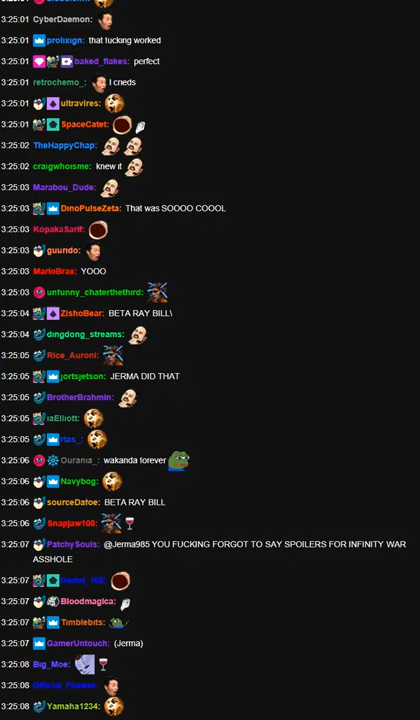 3:25:01 CyberDaemon:
3:25:01 prolixign: that fucking worked
3:25:01 baked_flakes: perfect
3:25:01 retrochemo_: I cneds
3:25:01 ultravires:
3:25:01 SpaceCatet:
3:25:02 TheHappyChap:
3:25:02 craigwhoisme: knew it
3:25:03 Marabou_Dude:
3:25:03 DinoPulseZeta: That was SOOOO COOOL
3:25:03 KopakaSarif:
3:25:03 guurido:
3:25:03 MarioBrax: YOOO
3:25:03 unfunny_chaterthethird:
3:25:04 ZishoBear: BETA RAY BILL\
3:25:04 dingdong_streams:
3:25:05 Rice_Auroni:
3:25:05 jortsjetson: JERMA DID THAT
3:25:05 BrotherBrahmin:
3:25:05 iaElliott:
3:25:05 rtas_:
3:25:06 Ourania_: wakanda forever
3:25:06 Navybog:
3:25:06 sourceDafoe: BETA RAY BILL
3:25:06 Snapjaw100:
3:25:07 PatchySouls: @Jerma985 YOU FUCKING FORGOT TO SAY SPOILERS FOR INFINITY WAR
ASSHOLE
3:25:07
3:25:07 Bloodmagica:
3:25:07 Timblebits:
3:25:07 GamerUntouch: (Jerma)
3:25:08 Big_Moe:
3:25:08
3:25:08 Yamaha1234: